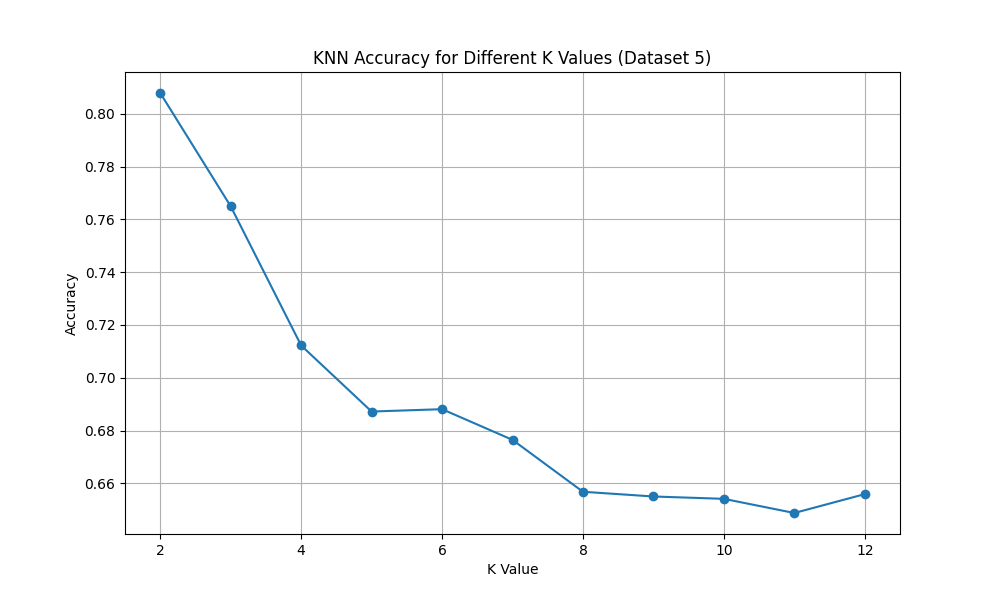 KNN Accuracy for Different K Values (Dataset 5)
Accuracy
0.80
0.78
0.76
0.74
0.72
0.70
0.68
0.66
2 4 6 8 10 12
K Value